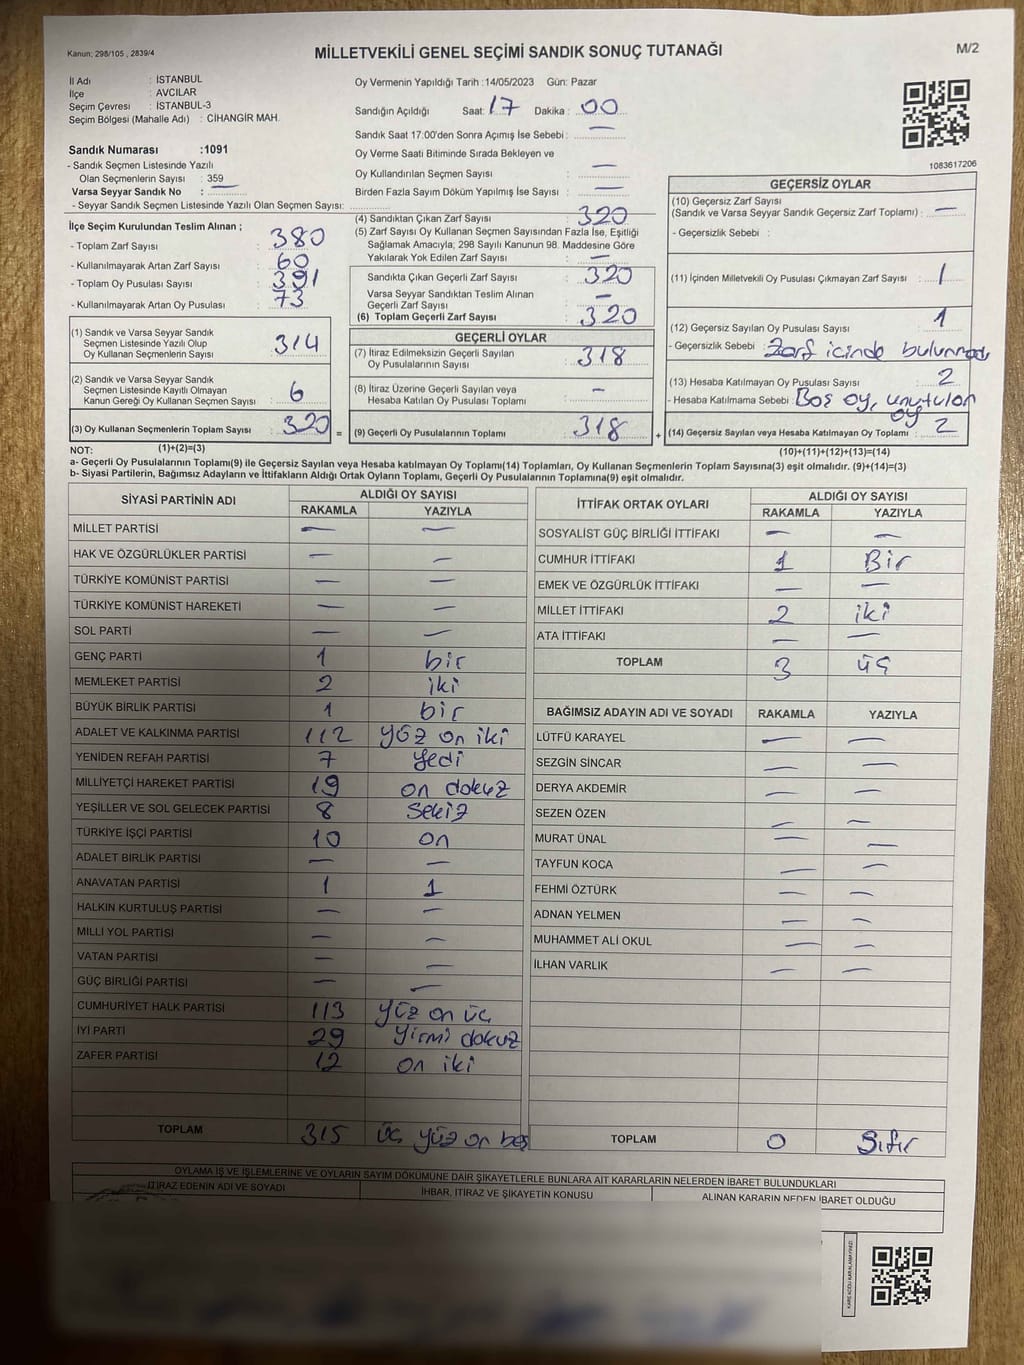 Kanun: 298/105 , 2839/4
MİLLETVEKİLİ GENEL SEÇİMİ SANDIK SONUÇ TUTANAĞI
M/2
İl Adı : İSTANBUL
İlçe : AVCILAR
Seçim Çevresi : İSTANBUL-3
Seçim Bölgesi (Mahalle Adı) : CİHANGİR MAH.
Sandık Numarası :1091
- Sandık Seçmen Listesinde Yazılı
Olan Seçmenlerin Sayısı : 359
Varsa Seyyar Sandık No : —
- Seyyar Sandık Seçmen Listesinde Yazılı Olan Seçmen Sayısı:
Oy Vermenin Yapıldığı Tarih :14/05/2023 Gün: Pazar
Sandığın Açıldığı Saat: 17 Dakika : 00
Sandık Saat 17:00'den Sonra Açımış İse Sebebi : —
Oy Verme Saati Bitiminde Sırada Bekleyen ve
Oy Kullandırılan Seçmen Sayısı : —
Birden Fazla Sayım Döküm Yapılmış İse Sayısı : —
1083617206
İlçe Seçim Kurulundan Teslim Alınan ;
- Toplam Zarf Sayısı : 380
- Kullanılmayarak Artan Zarf Sayısı : 60
- Toplam Oy Pusulası Sayısı : 391
- Kullanılmayarak Artan Oy Pusulası : 73
(4) Sandıktan Çıkan Zarf Sayısı : 320
(5) Zarf Sayısı Oy Kullanan Seçmen Sayısından Fazla İse, Eşitliği
Sağlamak Amacıyla; 298 Sayılı Kanunun 98. Maddesine Göre
Yakılarak Yok Edilen Zarf Sayısı : —
Sandıkta Çıkan Geçerli Zarf Sayısı : 320
Varsa Seyyar Sandıktan Teslim Alınan
Geçerli Zarf Sayısı : —
(6) Toplam Geçerli Zarf Sayısı : 320
GEÇERSİZ OYLAR
(10) Geçersiz Zarf Sayısı
(Sandık ve Varsa Seyyar Sandık Geçersiz Zarf Toplamı) : —
- Geçersizlik Sebebi :
(11) İçinden Milletvekili Oy Pusulası Çıkmayan Zarf Sayısı : 1
(12) Geçersiz Sayılan Oy Pusulası Sayısı : 1
- Geçersizlik Sebebi : Zarf içinde bulunmadı
(13) Hesaba Katılmayan Oy Pusulası Sayısı : 2
- Hesaba Katılmama Sebebi : Boş oy, unutulan
oy
(14) Geçersiz Sayılan veya Hesaba Katılmayan Oy Toplamı : 2
(10)+(11)+(12)+(13)=(14)
(1) Sandık ve Varsa Seyyar Sandık
Seçmen Listesinde Yazılı Olup
Oy Kullanan Seçmenlerin Sayısı : 314
(2) Sandık ve Varsa Seyyar Sandık
Seçmen Listesinde Kayıtlı Olmayan
Kanun Gereği Oy Kullanan Seçmen Sayısı : 6
(3) Oy Kullanan Seçmenlerin Toplam Sayısı : 320 =
GEÇERLİ OYLAR
(7) İtiraz Edilmeksizin Geçerli Sayılan
Oy Pusulalarının Sayısı : 318
(8) İtiraz Üzerine Geçerli Sayılan veya
Hesaba Katılan Oy Pusulaları Toplamı : —
(9) Geçerli Oy Pusulalarının Toplamı : 318 +
NOT: (1)+(2)=(3)
a- Geçerli Oy Pusulalarının Toplamı(9) ile Geçersiz Sayılan veya Hesaba katılmayan Oy Toplamı(14) Toplamları, Oy Kullanan Seçmenlerin Toplam Sayısına(3) eşit olmalıdır. (9)+(14)=(3)
b- Siyasi Partilerin, Bağımsız Adayların ve İttifakların Aldığı Ortak Oyların Toplamı, Geçerli Oy Pusulalarının Toplamına(9) eşit olmalıdır.
SİYASİ PARTİNİN ADI ALDIĞI OY SAYISI
RAKAMLA YAZIYLA
MİLLET PARTİSİ — —
HAK VE ÖZGÜRLÜKLER PARTİSİ — —
TÜRKİYE KOMÜNİST PARTİSİ — —
TÜRKİYE KOMÜNİST HAREKETİ — —
SOL PARTİ — —
GENÇ PARTİ 1 bir
MEMLEKET PARTİSİ 2 iki
BÜYÜK BİRLİK PARTİSİ 1 bir
ADALET VE KALKINMA PARTİSİ 112 yüz on iki
YENİDEN REFAH PARTİSİ 7 yedi
MİLLİYETÇİ HAREKET PARTİSİ 19 on dokuz
YEŞİLLER VE SOL GELECEK PARTİSİ 8 sekiz
TÜRKİYE İŞÇİ PARTİSİ 10 on
ADALET BİRLİK PARTİSİ — —
ANAVATAN PARTİSİ 1 1
HALKIN KURTULUŞ PARTİSİ — —
MİLLİ YOL PARTİSİ — —
VATAN PARTİSİ — —
GÜÇ BİRLİĞİ PARTİSİ — —
CUMHURİYET HALK PARTİSİ 113 yüz on üç
İYİ PARTİ 29 yirmi dokuz
ZAFER PARTİSİ 12 on iki
TOPLAM 315 üç yüz on beş
İTTİFAK ORTAK OYLARI ALDIĞI OY SAYISI
RAKAMLA YAZIYLA
SOSYALİST GÜÇ BİRLİĞİ İTTİFAKI — —
CUMHUR İTTİFAKI 1 Bir
EMEK VE ÖZGÜRLÜK İTTİFAKI — —
MİLLET İTTİFAKI 2 iki
ATA İTTİFAKI — —
TOPLAM 3 üç
BAĞIMSIZ ADAYIN ADI VE SOYADI RAKAMLA YAZIYLA
LÜTFÜ KARAYEL — —
SEZGİN SİNCAR — —
DERYA AKDEMİR — —
SEZEN ÖZEN — —
MURAT ÜNAL — —
TAYFUN KOCA — —
FEHMİ ÖZTÜRK — —
ADNAN YELMEN — —
MUHAMMET ALİ OKUL — —
İLHAN VARLIK — —
TOPLAM 0 Sıfır
OYLAMA İŞ VE İŞLEMLERİNE VE OYLARIN SAYIM DÖKÜMÜNE DAİR ŞİKAYETLERLE BUNLARA AİT KARARLARIN NELERDEN İBARET BULUNDUKLARI
İTİRAZ EDENİN ADI VE SOYADI İHBAR, İTİRAZ VE ŞİKAYETİN KONUSU ALINAN KARARIN NEDEN İBARET OLDUĞU